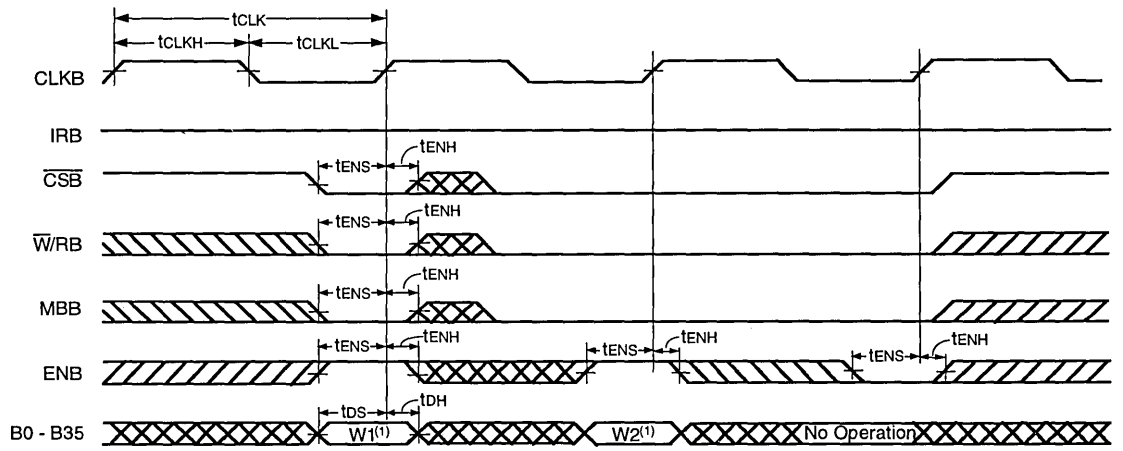 tCLK
tCLKH tCLKL
CLKB
IRB
tENS tENH
CSB
tENS tENH
W/RB
tENS tENH
MBB
tENS tENH tENS tENH tENS tENH
ENB
tDS tDH
B0 - B35 W1(1) W2(1) No Operation